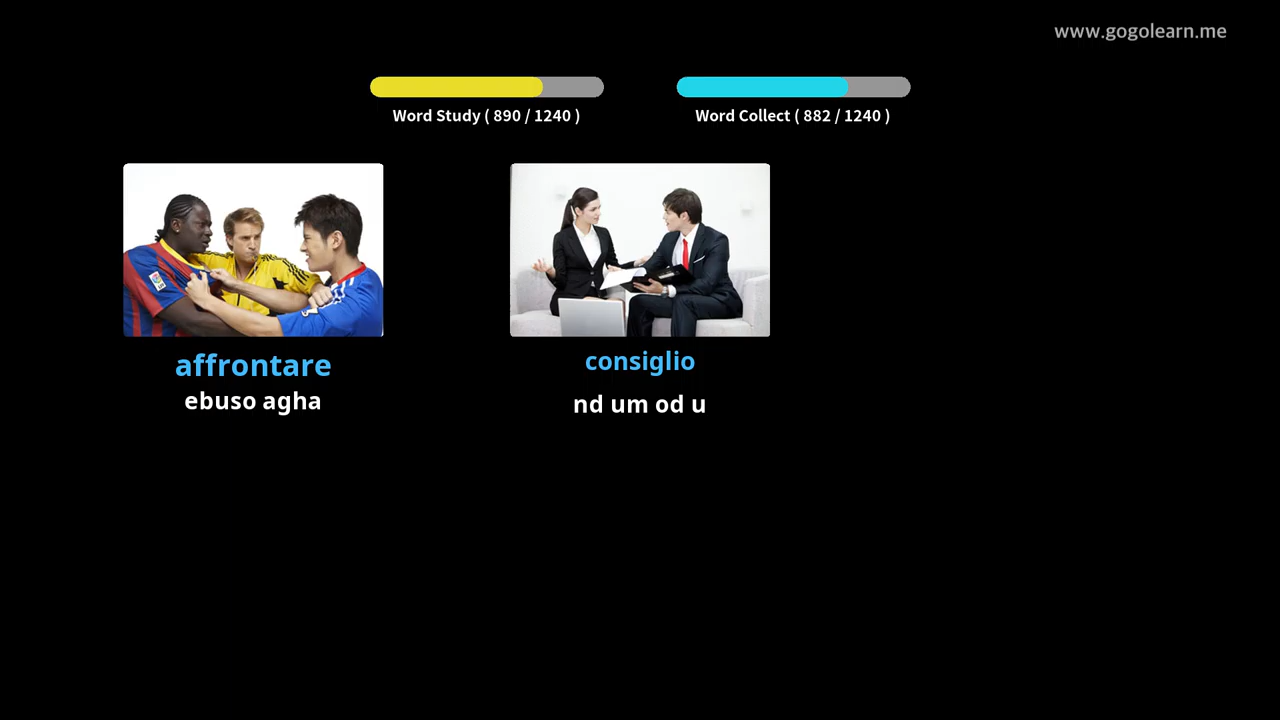 www.gogolearn.me
Word Study ( 890 / 1240 )
Word Collect ( 882 / 1240 )
affrontare
ebuso agha
consiglio
nd um od u